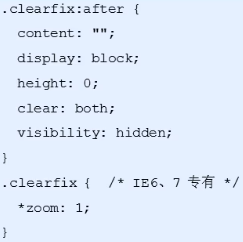 .clearfix:after {
  content: "";
  display: block;
  height: 0;
  clear: both;
  visibility: hidden;
}
.clearfix {  /* IE6、7 专有 */
  *zoom: 1;
}